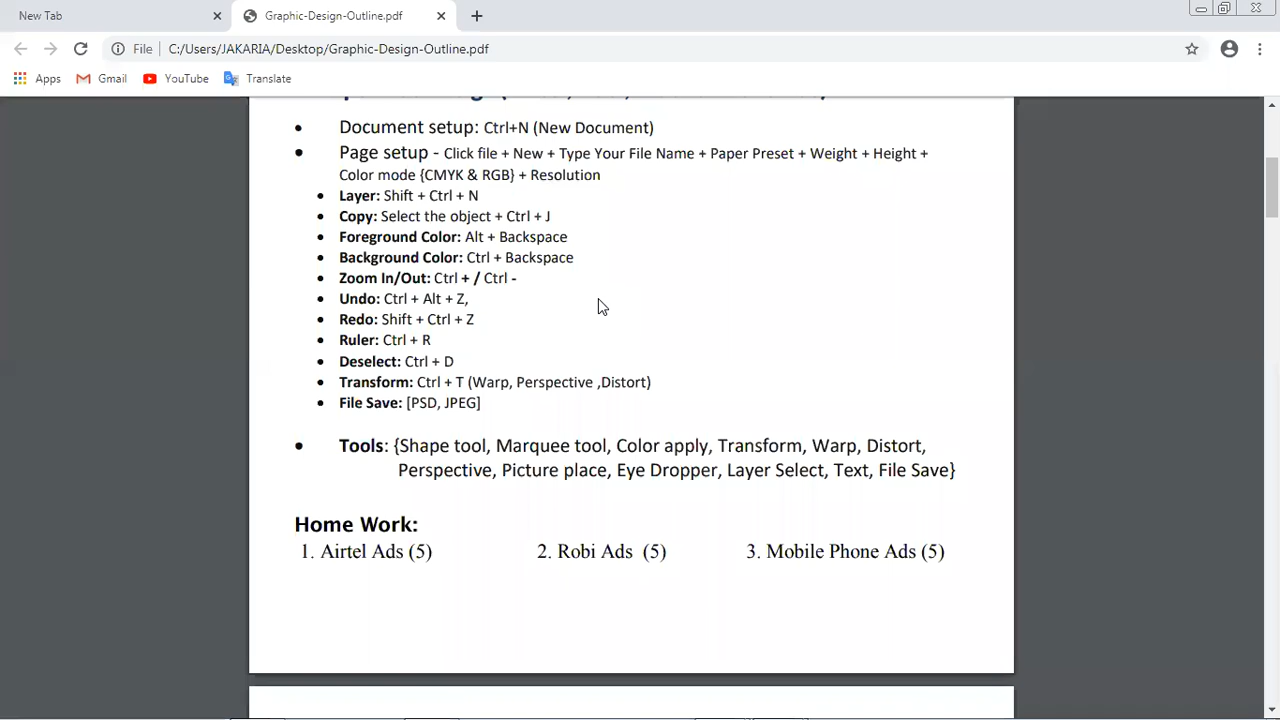 New Tab
Graphic-Design-Outline.pdf
File C:/Users/JAKARIA/Desktop/Graphic-Design-Outline.pdf
Apps Gmail YouTube Translate
• Document setup: Ctrl+N (New Document)
• Page setup - Click file + New + Type Your File Name + Paper Preset + Weight + Height +
Color mode {CMYK & RGB} + Resolution
• Layer: Shift + Ctrl + N
• Copy: Select the object + Ctrl + J
• Foreground Color: Alt + Backspace
• Background Color: Ctrl + Backspace
• Zoom In/Out: Ctrl + / Ctrl -
• Undo: Ctrl + Alt + Z,
• Redo: Shift + Ctrl + Z
• Ruler: Ctrl + R
• Deselect: Ctrl + D
• Transform: Ctrl + T (Warp, Perspective ,Distort)
• File Save: [PSD, JPEG]
• Tools: {Shape tool, Marquee tool, Color apply, Transform, Warp, Distort,
Perspective, Picture place, Eye Dropper, Layer Select, Text, File Save}
Home Work:
1. Airtel Ads (5) 2. Robi Ads (5) 3. Mobile Phone Ads (5)